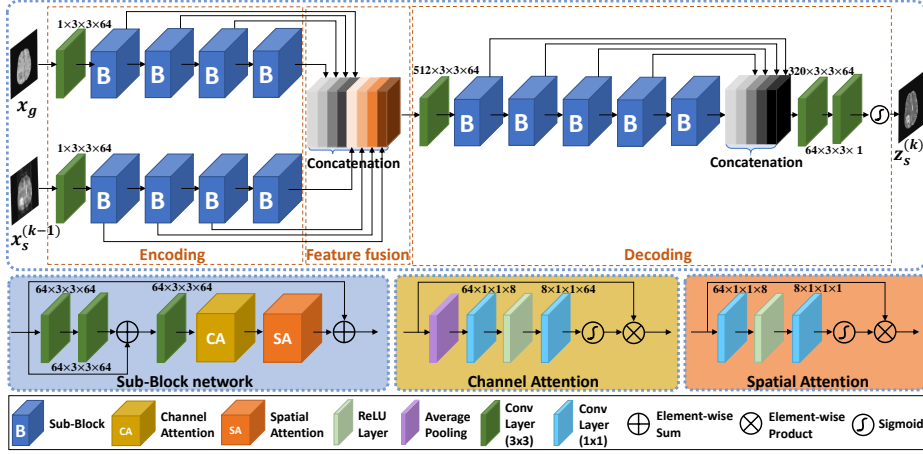 1×3×3×64
B B B B
x_g
512×3×3×64
B B B B B
320×3×3×64
64×3×3×1
z_s^(k)
Concatenation
Concatenation
1×3×3×64
B B B B
x_s^(k−1)
Encoding
Feature fusion
Decoding
64×3×3×64
64×3×3×64
CA
SA
64×3×3×64
Sub-Block network
64×1×1×8
8×1×1×64
Channel Attention
64×1×1×8
8×1×1×1
Spatial Attention
B
Sub-Block
CA
Channel
Attention
SA
Spatial
Attention
ReLU
Layer
Average
Pooling
Conv
Layer
(3x3)
Conv
Layer
(1x1)
Element-wise
Sum
Element-wise
Product
Sigmoid